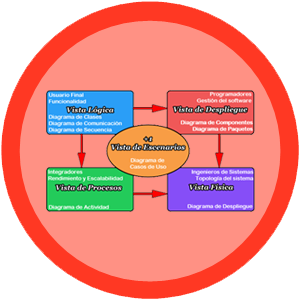 Usuario Final
Funcionalidad
Vista Lógica
Diagrama de Clases
Diagrama de Comunicación
Diagrama de Secuencia
Programadores
Gestión del software
Vista de Despliegue
Diagrama de Componentes
Diagrama de Paquetes
+1
Vista de Escenarios
Diagrama de
Casos de Uso
Integradores
Rendimiento y Escalabilidad
Vista de Procesos
Diagrama de Actividad
Ingenieros de Sistemas
Topología del sistema
Vista Física
Diagrama de Despliegue